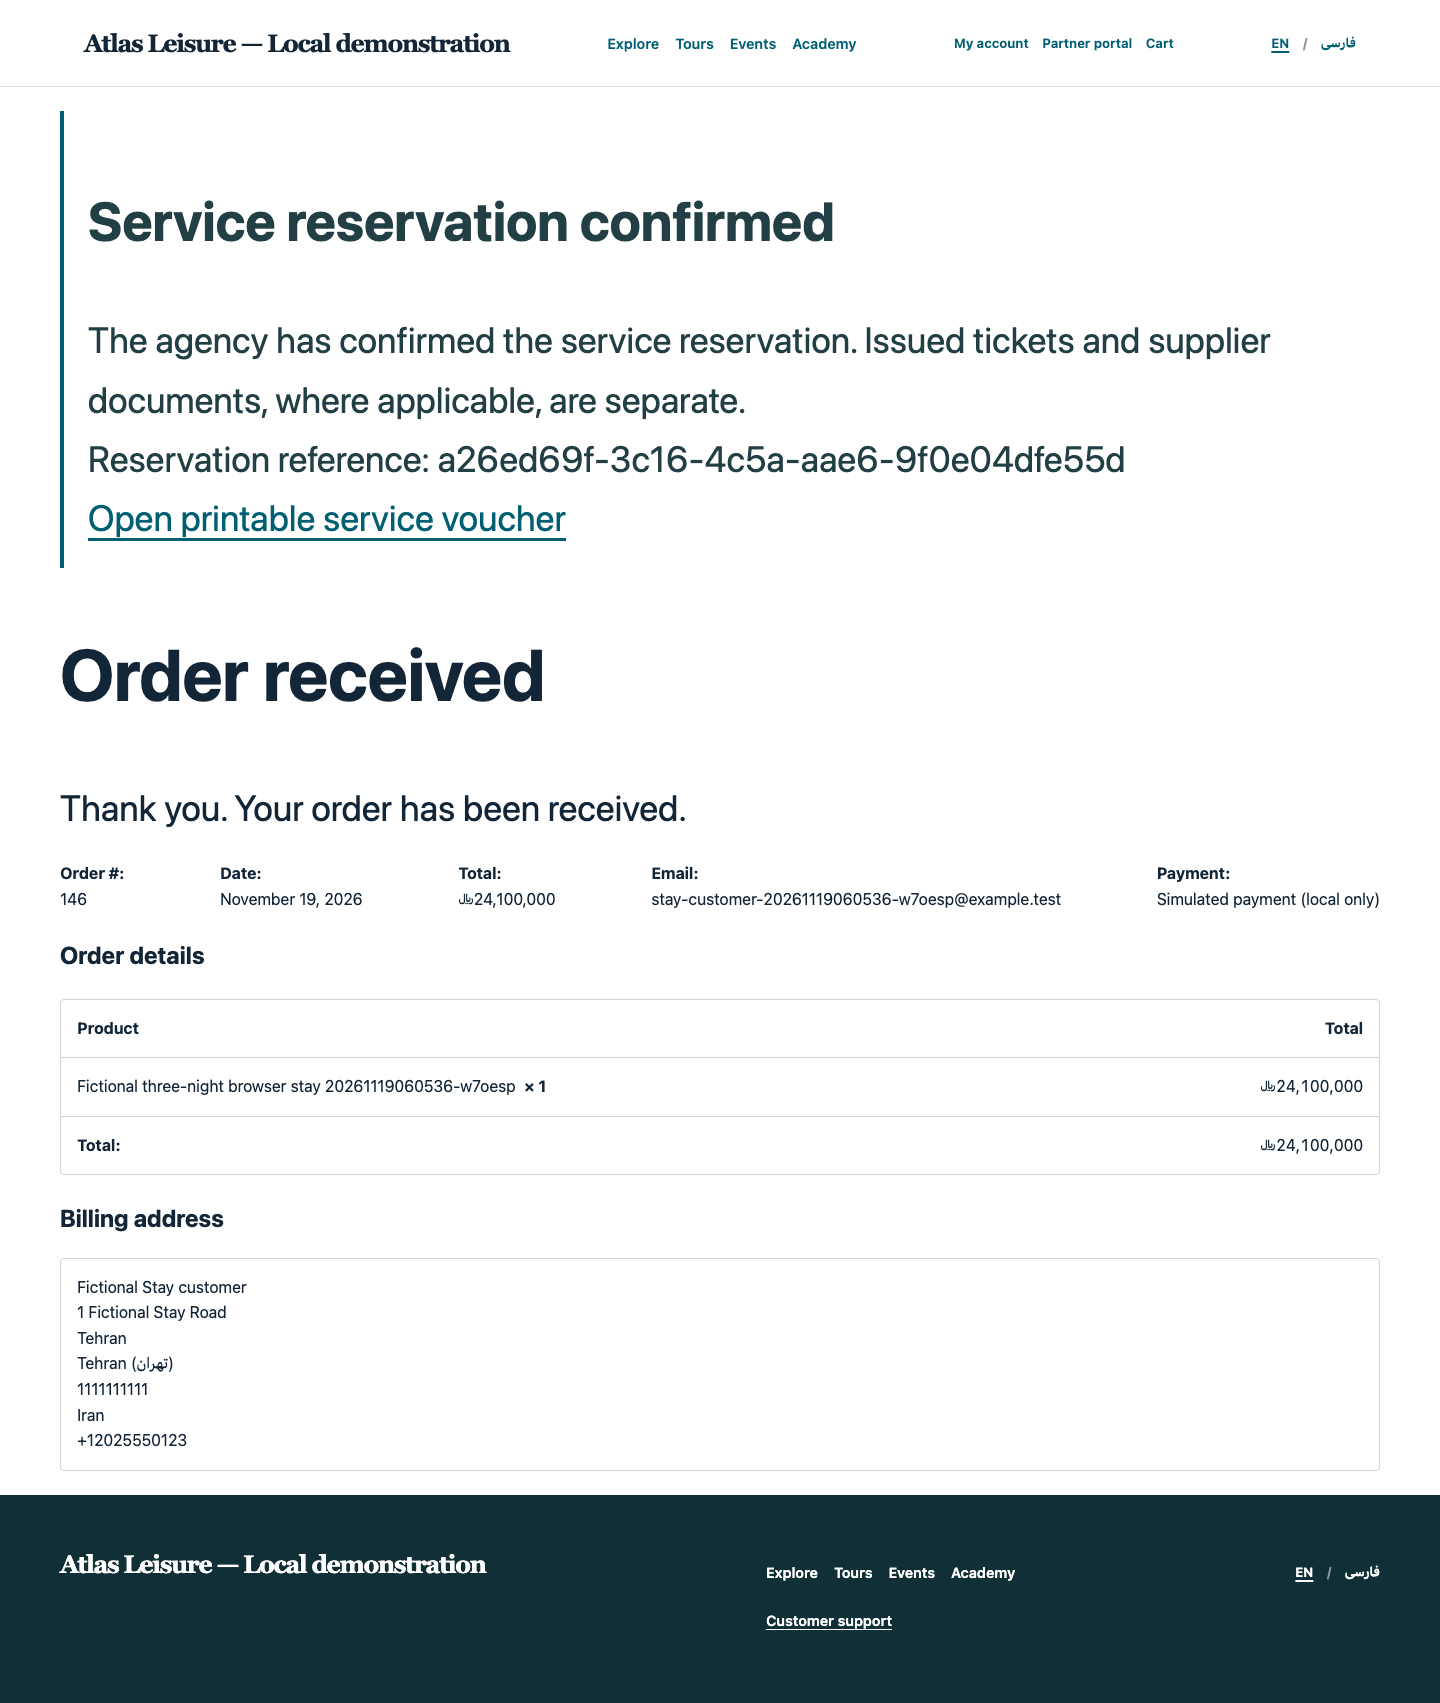 Atlas Leisure — Local demonstration
Explore Tours Events Academy
My account Partner portal Cart
EN / فارسی
Service reservation confirmed
The agency has confirmed the service reservation. Issued tickets and supplier
documents, where applicable, are separate.
Reservation reference: a26ed69f-3c16-4c5a-aae6-9f0e04dfe55d
Open printable service voucher
Order received
Thank you. Your order has been received.
Order #: Date: Total: Email: Payment:
146 November 19, 2026 ﷼24,100,000 stay-customer-20261119060536-w7oesp@example.test Simulated payment (local only)
Order details
Product Total
Fictional three-night browser stay 20261119060536-w7oesp × 1 ﷼24,100,000
Total: ﷼24,100,000
Billing address
Fictional Stay customer
1 Fictional Stay Road
Tehran
Tehran (تهران)
1111111111
Iran
+12025550123
Atlas Leisure — Local demonstration
Explore Tours Events Academy
EN / فارسی
Customer support